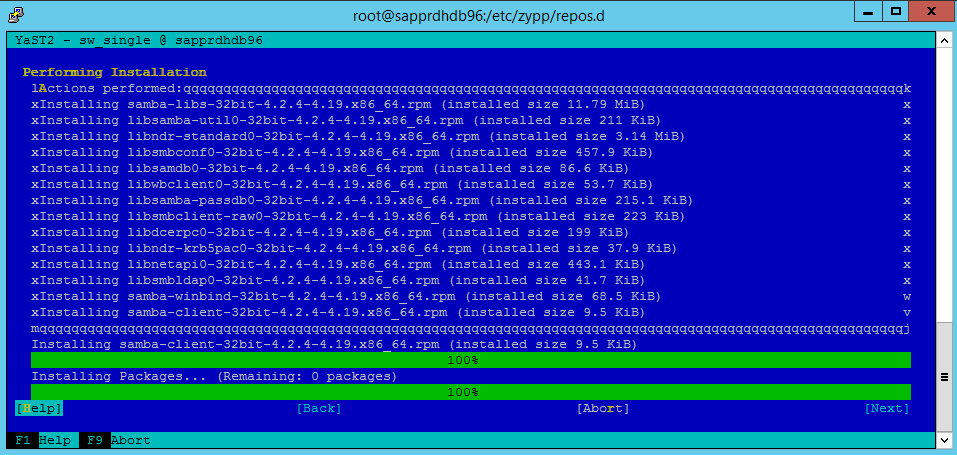 root@sapprdhdb96:/etc/zypp/repos.d
YaST2 - sw_single @ sapprdhdb96
Performing Installation
lActions performed:qqqqqqqqqqqqqqqqqqqqqqqqqqqqqqqqqqqqqqqqqqqqqqqqqqqqqqqqqqqqqqqqqqqqqqqqqqqqqqqqqqqqqqqqqqk
xInstalling samba-libs-32bit-4.2.4-4.19.x86_64.rpm (installed size 11.79 MiB) x
xInstalling libsamba-util0-32bit-4.2.4-4.19.x86_64.rpm (installed size 211 KiB) x
xInstalling libndr-standard0-32bit-4.2.4-4.19.x86_64.rpm (installed size 3.14 MiB) x
xInstalling libsmbconf0-32bit-4.2.4-4.19.x86_64.rpm (installed size 457.9 KiB) x
xInstalling libsamdb0-32bit-4.2.4-4.19.x86_64.rpm (installed size 86.6 KiB) x
xInstalling libwbclient0-32bit-4.2.4-4.19.x86_64.rpm (installed size 53.7 KiB) x
xInstalling libsamba-passdb0-32bit-4.2.4-4.19.x86_64.rpm (installed size 215.1 KiB) x
xInstalling libsmbclient-raw0-32bit-4.2.4-4.19.x86_64.rpm (installed size 223 KiB) x
xInstalling libdcerpc0-32bit-4.2.4-4.19.x86_64.rpm (installed size 199 KiB) x
xInstalling libndr-krb5pac0-32bit-4.2.4-4.19.x86_64.rpm (installed size 37.9 KiB) x
xInstalling libnetapi0-32bit-4.2.4-4.19.x86_64.rpm (installed size 443.1 KiB) x
xInstalling libsmbldap0-32bit-4.2.4-4.19.x86_64.rpm (installed size 41.7 KiB) x
xInstalling samba-winbind-32bit-4.2.4-4.19.x86_64.rpm (installed size 68.5 KiB) w
xInstalling samba-client-32bit-4.2.4-4.19.x86_64.rpm (installed size 9.5 KiB) v
mqqqqqqqqqqqqqqqqqqqqqqqqqqqqqqqqqqqqqqqqqqqqqqqqqqqqqqqqqqqqqqqqqqqqqqqqqqqqqqqqqqqqqqqqqqqqqqqqqqqqqqqqqqqqj
Installing samba-client-32bit-4.2.4-4.19.x86_64.rpm (installed size 9.5 KiB)
100%
Installing Packages... (Remaining: 0 packages)
100%
[Help] [Back] [Abort] [Next]
F1 Help F9 Abort